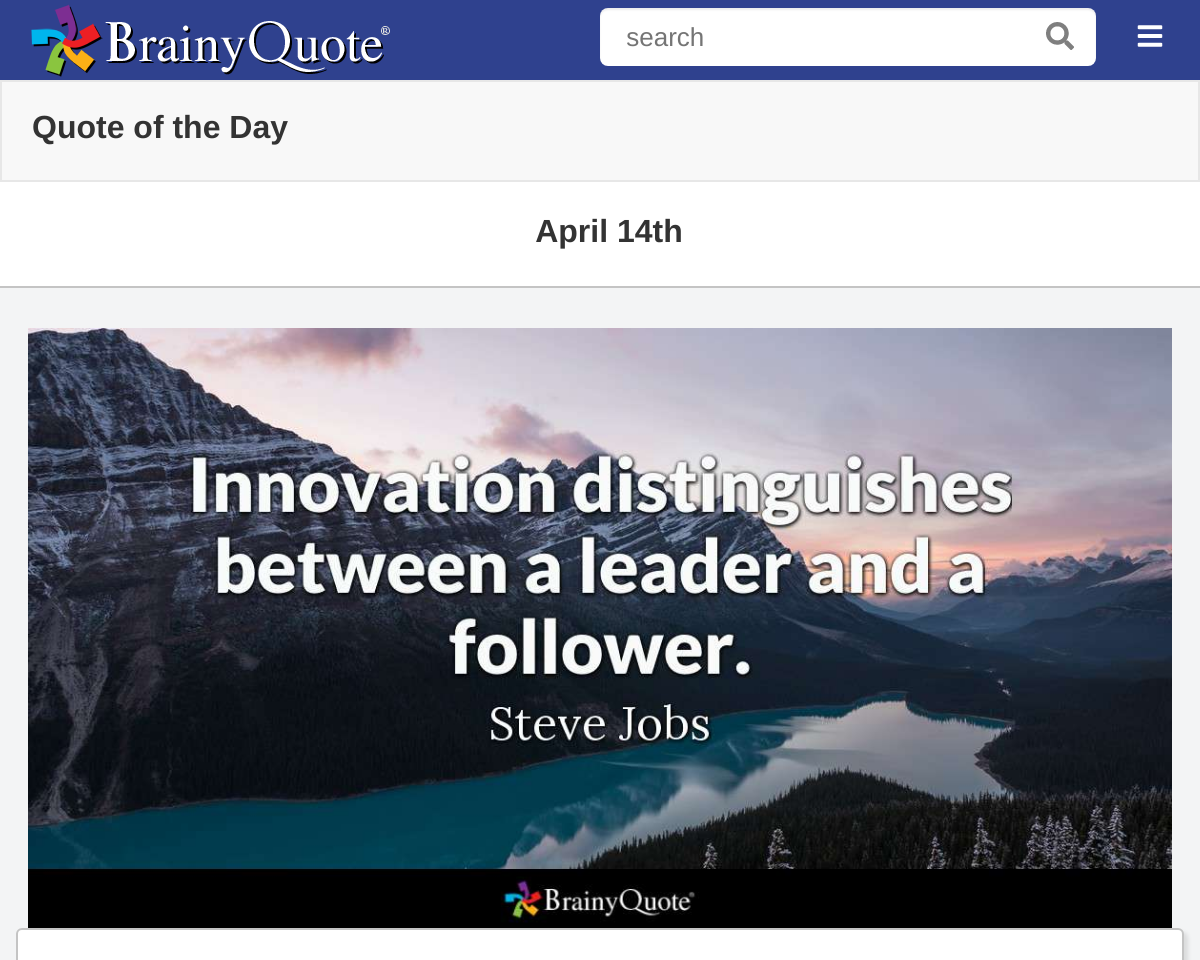 BrainyQuote®
search
Quote of the Day
April 14th
Innovation distinguishes
between a leader and a
follower.
Steve Jobs
BrainyQuote®